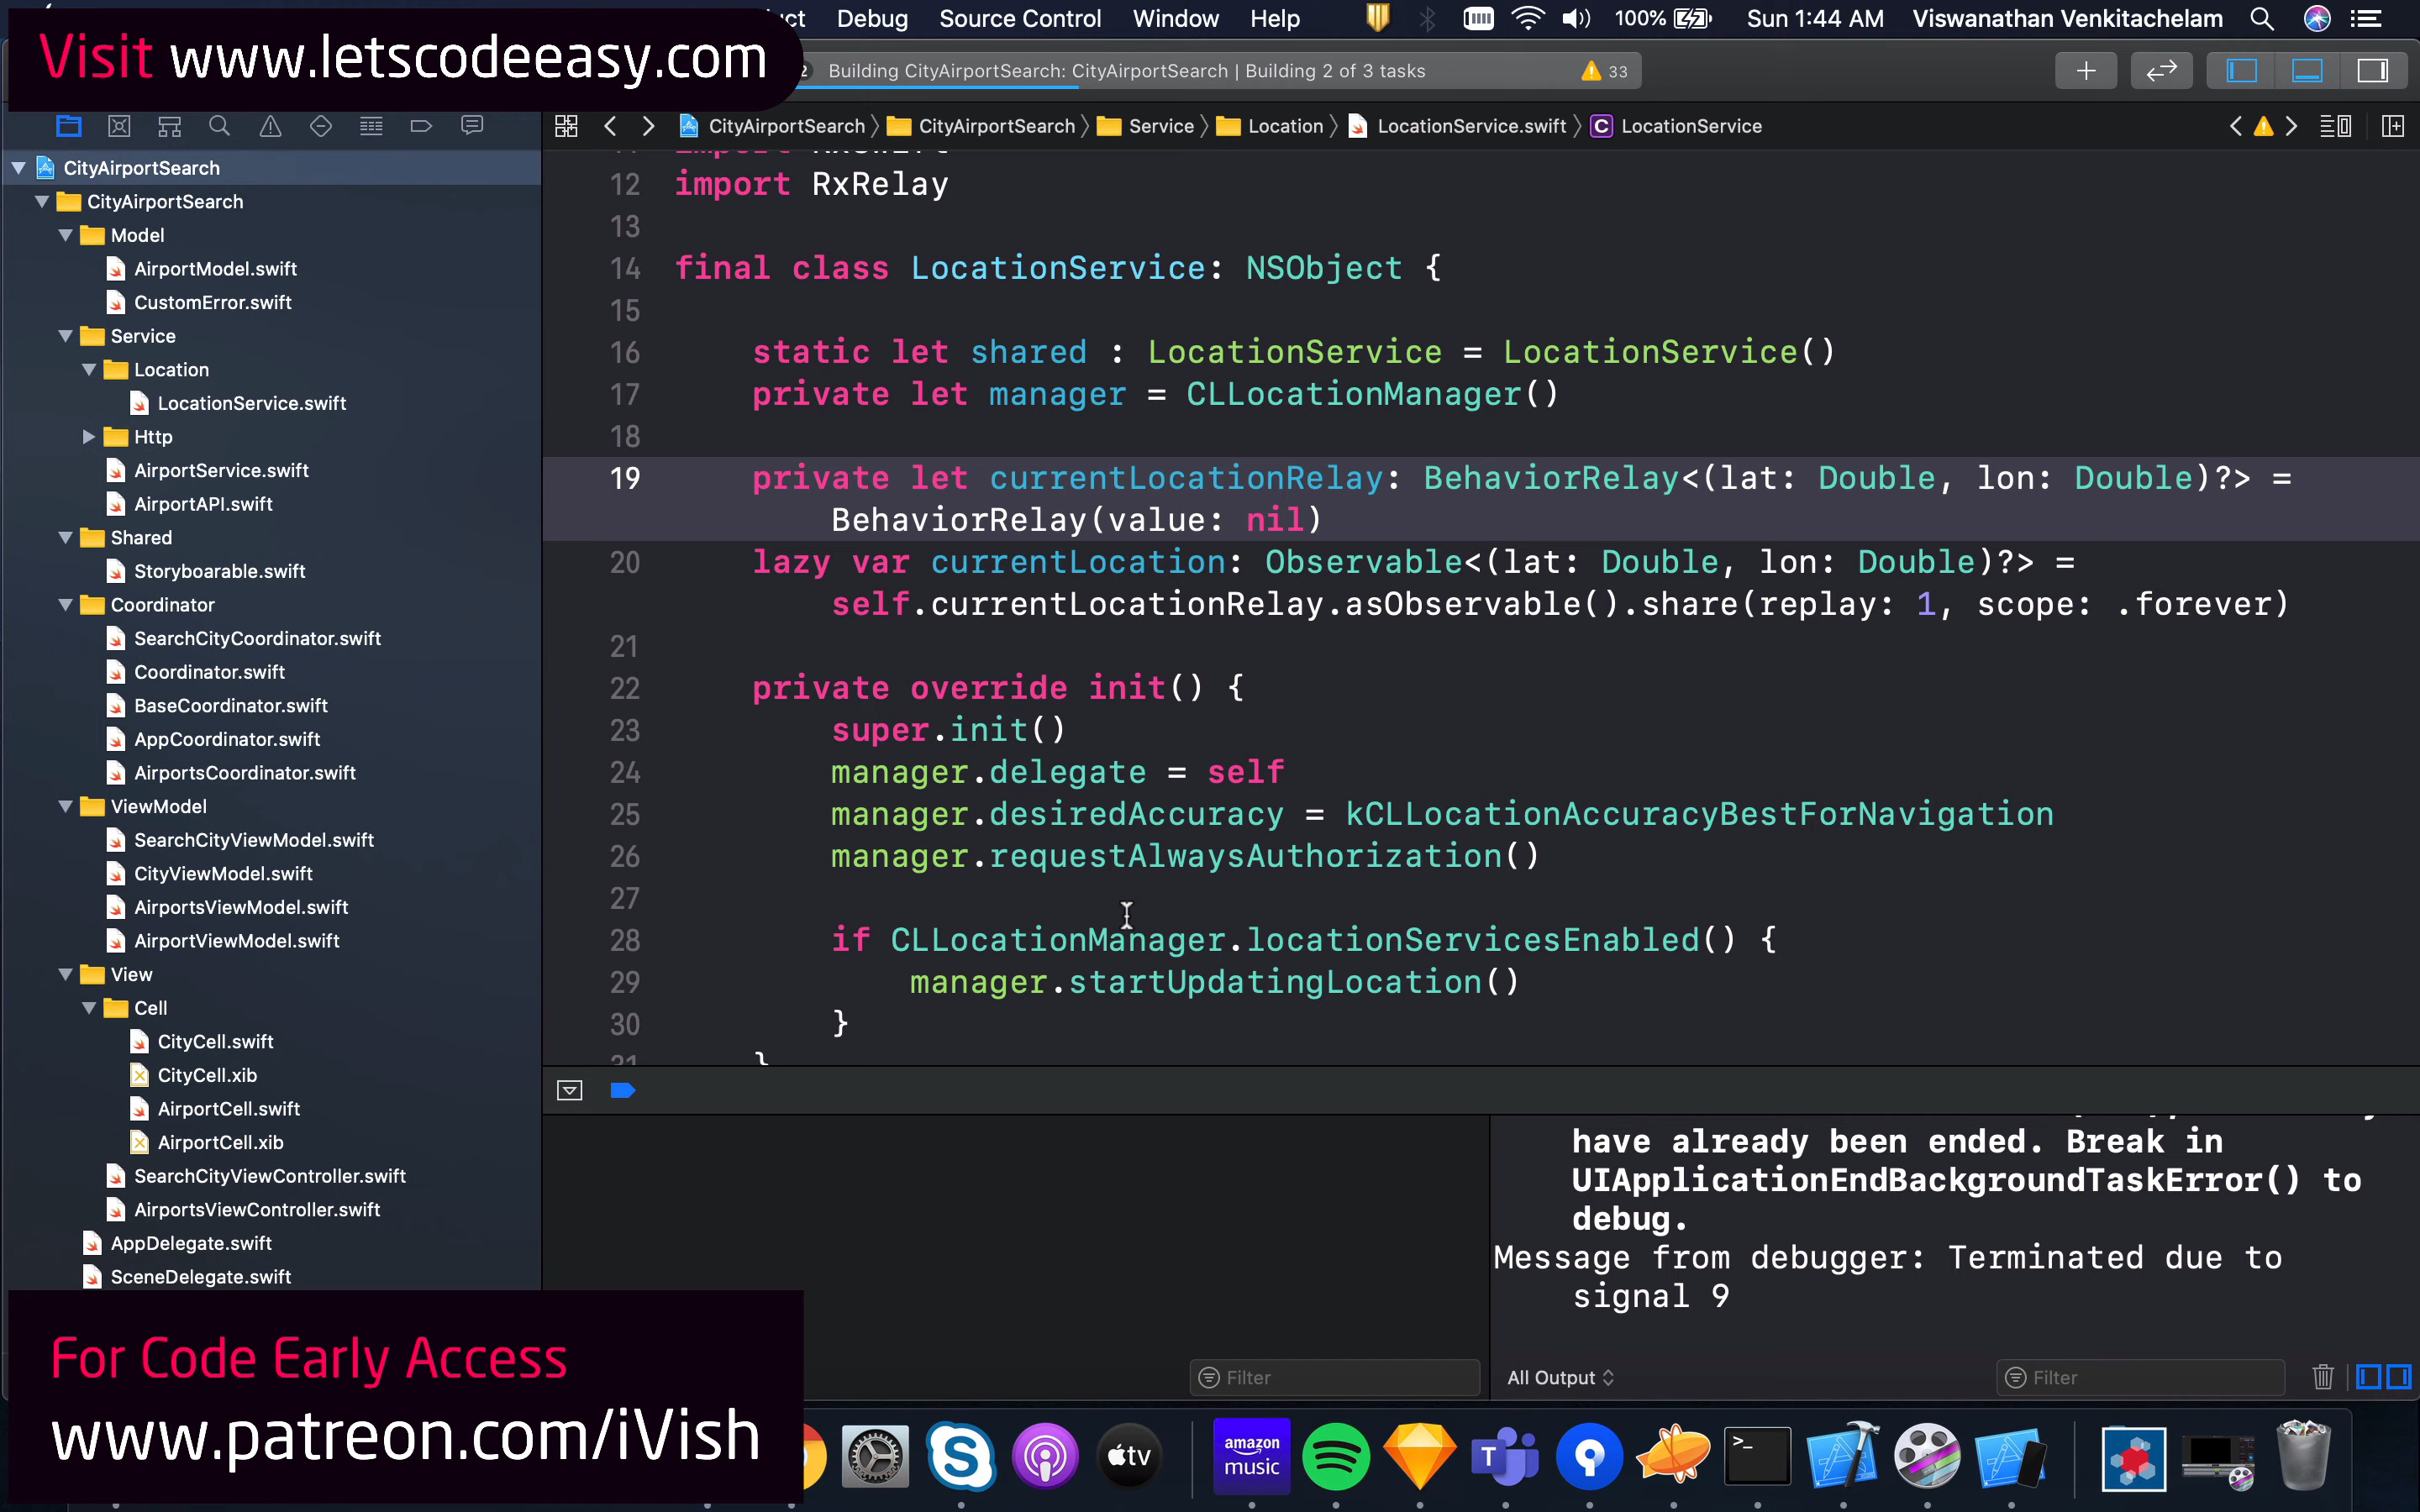 Visit www.letscodeeasy.com
Debug Source Control Window Help 100% Sun 1:44 AM Viswanathan Venkitachelam
Building CityAirportSearch: CityAirportSearch | Building 2 of 3 tasks 33
CityAirportSearch CityAirportSearch Service Location LocationService.swift C LocationService
CityAirportSearch
CityAirportSearch
Model
AirportModel.swift
CustomError.swift
Service
Location
LocationService.swift
Http
AirportService.swift
AirportAPI.swift
Shared
Storyboarable.swift
Coordinator
SearchCityCoordinator.swift
Coordinator.swift
BaseCoordinator.swift
AppCoordinator.swift
AirportsCoordinator.swift
ViewModel
SearchCityViewModel.swift
CityViewModel.swift
AirportsViewModel.swift
AirportViewModel.swift
View
Cell
CityCell.swift
CityCell.xib
AirportCell.swift
AirportCell.xib
SearchCityViewController.swift
AirportsViewController.swift
AppDelegate.swift
SceneDelegate.swift
12 import RxRelay
13
14 final class LocationService: NSObject {
15
16 static let shared : LocationService = LocationService()
17 private let manager = CLLocationManager()
18
19 private let currentLocationRelay: BehaviorRelay<(lat: Double, lon: Double)?> =
BehaviorRelay(value: nil)
20 lazy var currentLocation: Observable<(lat: Double, lon: Double)?> =
self.currentLocationRelay.asObservable().share(replay: 1, scope: .forever)
21
22 private override init() {
23 super.init()
24 manager.delegate = self
25 manager.desiredAccuracy = kCLLocationAccuracyBestForNavigation
26 manager.requestAlwaysAuthorization()
27
28 if CLLocationManager.locationServicesEnabled() {
29 manager.startUpdatingLocation()
30 }
31 }
have already been ended. Break in
UIApplicationEndBackgroundTaskError() to
debug.
Message from debugger: Terminated due to
signal 9
Filter
All Output
Filter
For Code Early Access
www.patreon.com/iVish
tv
amazon
music
T
>_